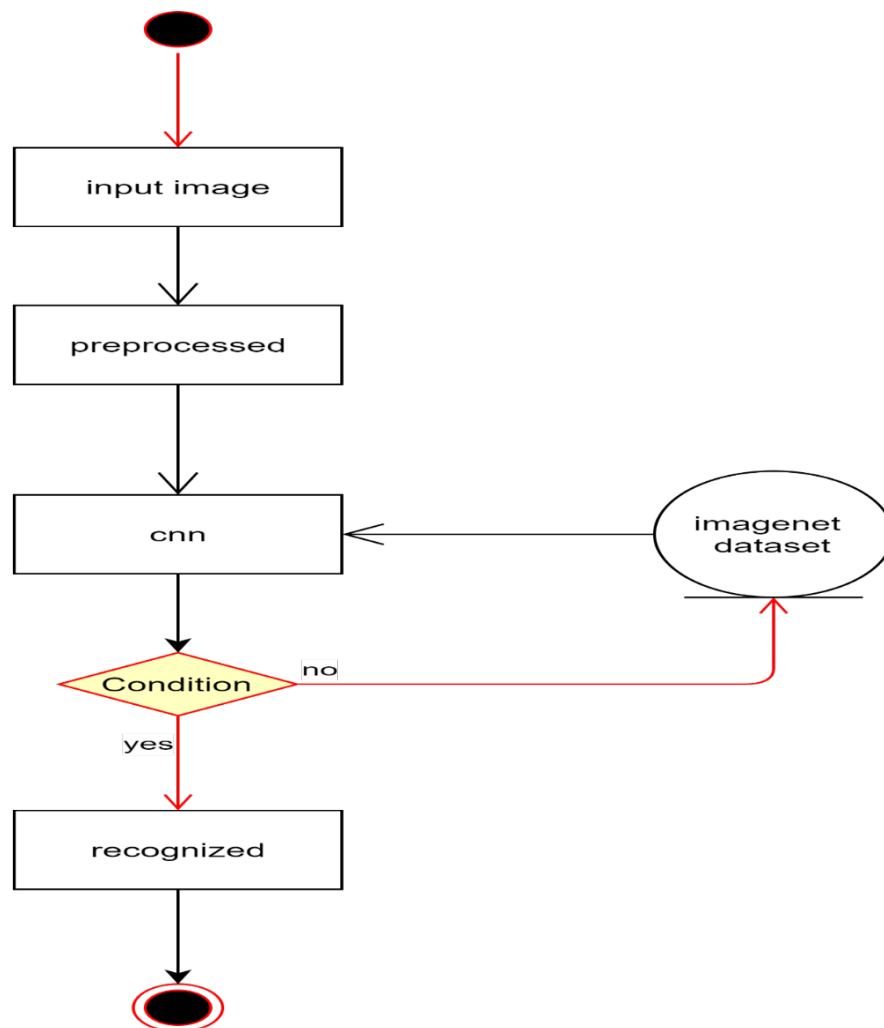 input image
preprocessed
cnn
imagenet
dataset
no
Condition
yes
recognized